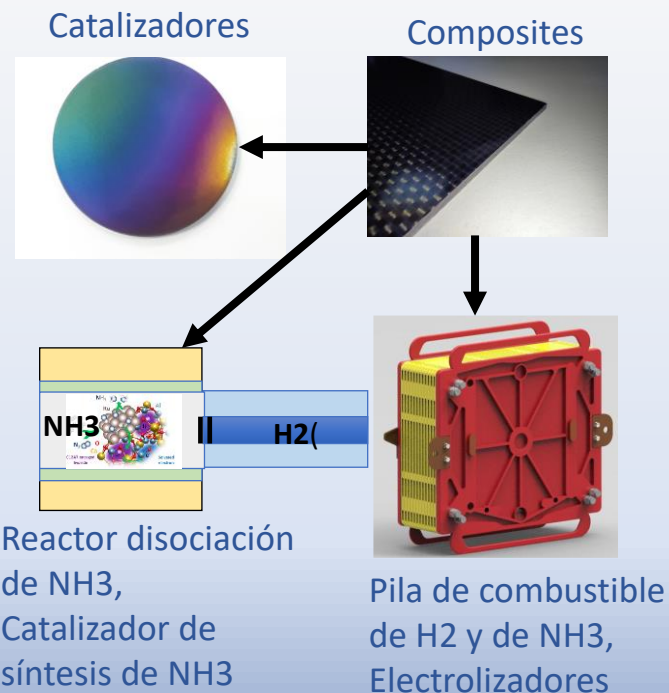 Catalizadores
Composites
NH3
II
H2(
Reactor disociación
de NH3,
Catalizador de
síntesis de NH3
Pila de combustible
de H2 y de NH3,
Electrolizadores